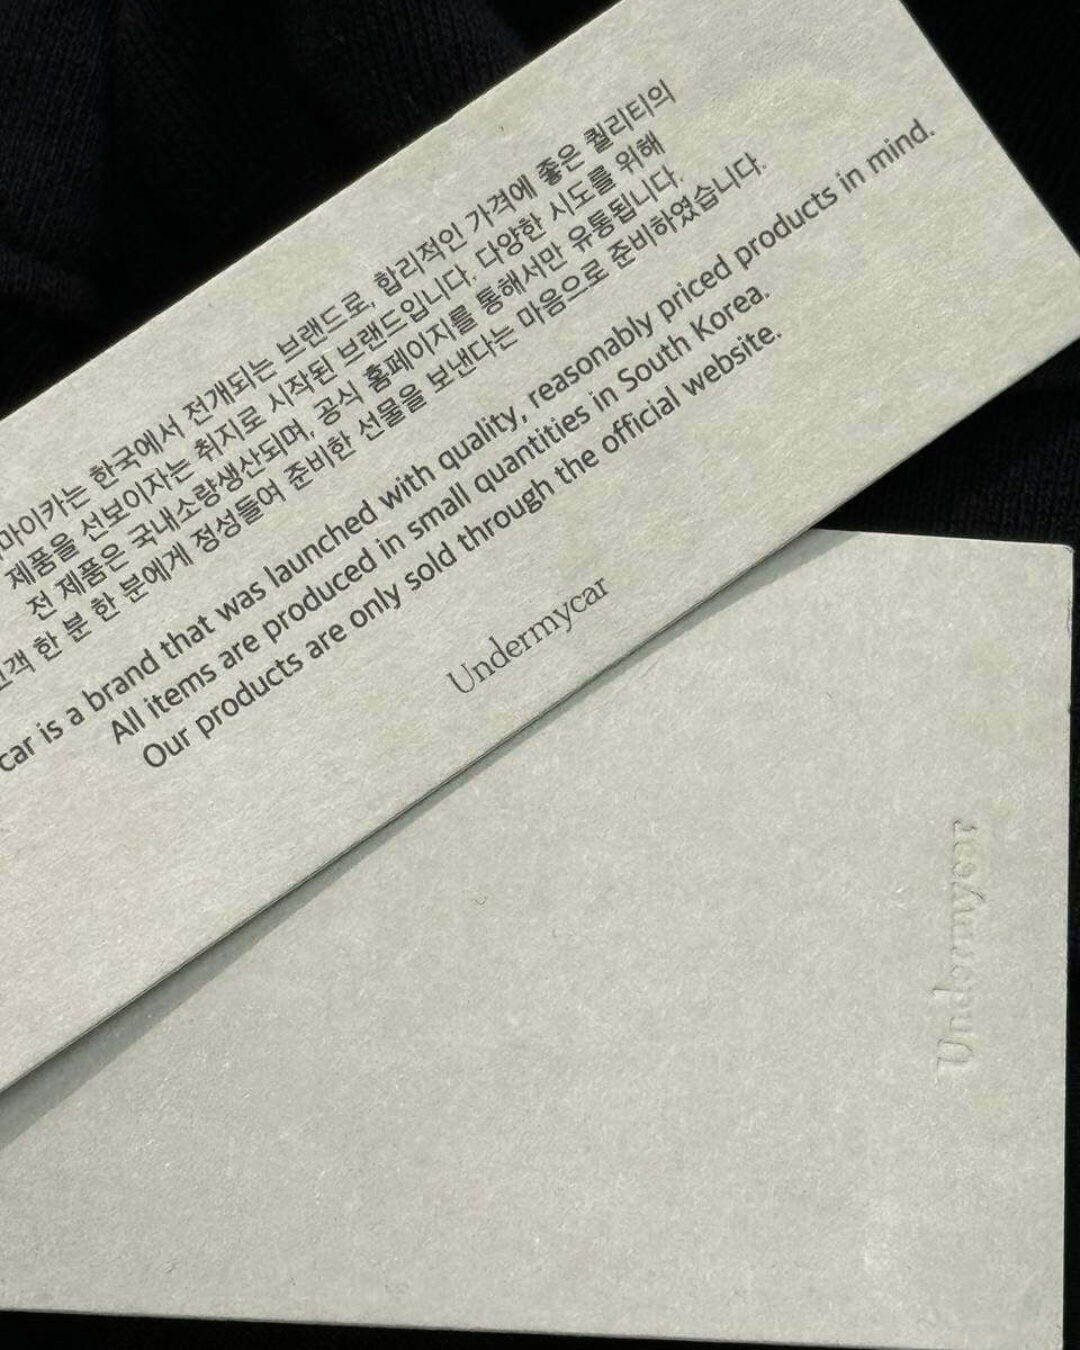 한국에서 전개되는 브랜드로, 합리적인 가격에 좋은 퀄리티의
제품을 선보이자는 취지로 시작된 브랜드입니다. 다양한 시도를 위해
전 제품은 국내소량생산되며, 공식 홈페이지를 통해서만 유통됩니다.
한 분 한 분에게 정성들여 준비한 선물을 보낸다는 마음으로 준비하였습니다.
car is a brand that was launched with quality, reasonably priced products in mind.
All items are produced in small quantities in South Korea.
Our products are only sold through the official website.
Undermycar
Undermycar